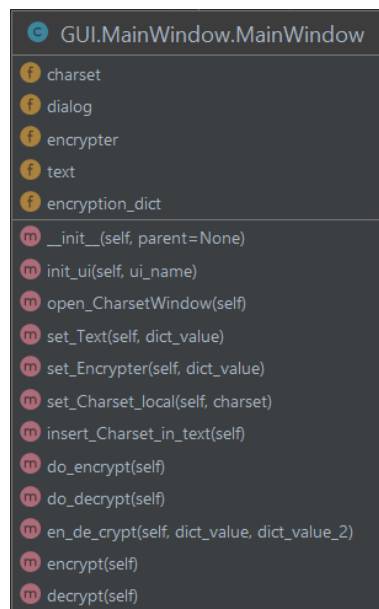 C GUI.MainWindow.MainWindow
f charset
f dialog
f encrypter
f text
f encryption_dict
m __init__(self, parent=None)
m init_ui(self, ui_name)
m open_CharsetWindow(self)
m set_Text(self, dict_value)
m set_Encrypter(self, dict_value)
m set_Charset_local(self, charset)
m insert_Charset_in_text(self)
m do_encrypt(self)
m do_decrypt(self)
m en_de_crypt(self, dict_value, dict_value_2)
m encrypt(self)
m decrypt(self)